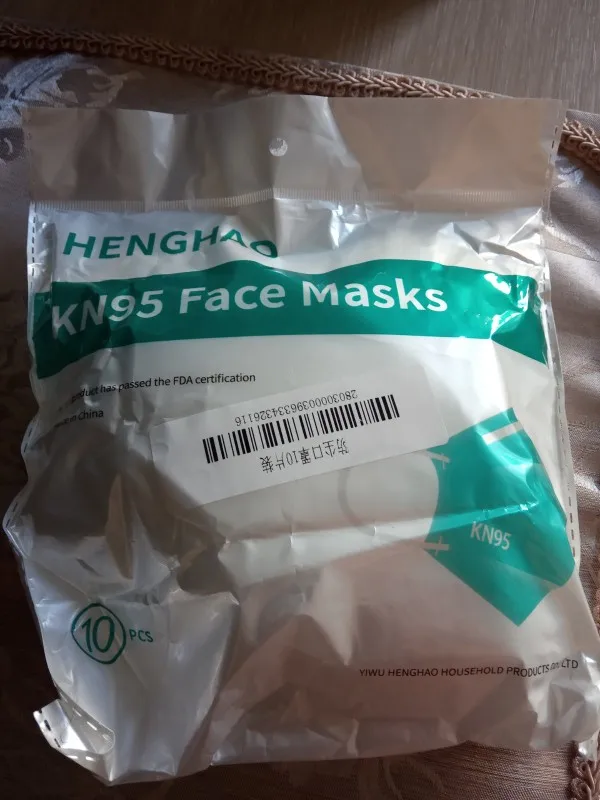 HENGHAO
KN95 Face Masks
product has passed the FDA certification
China
28030000396334326116
防尘口罩10片装
KN95
10 PCS
YIWU HENGHAO HOUSEHOLD PRODUCTS CO., LTD